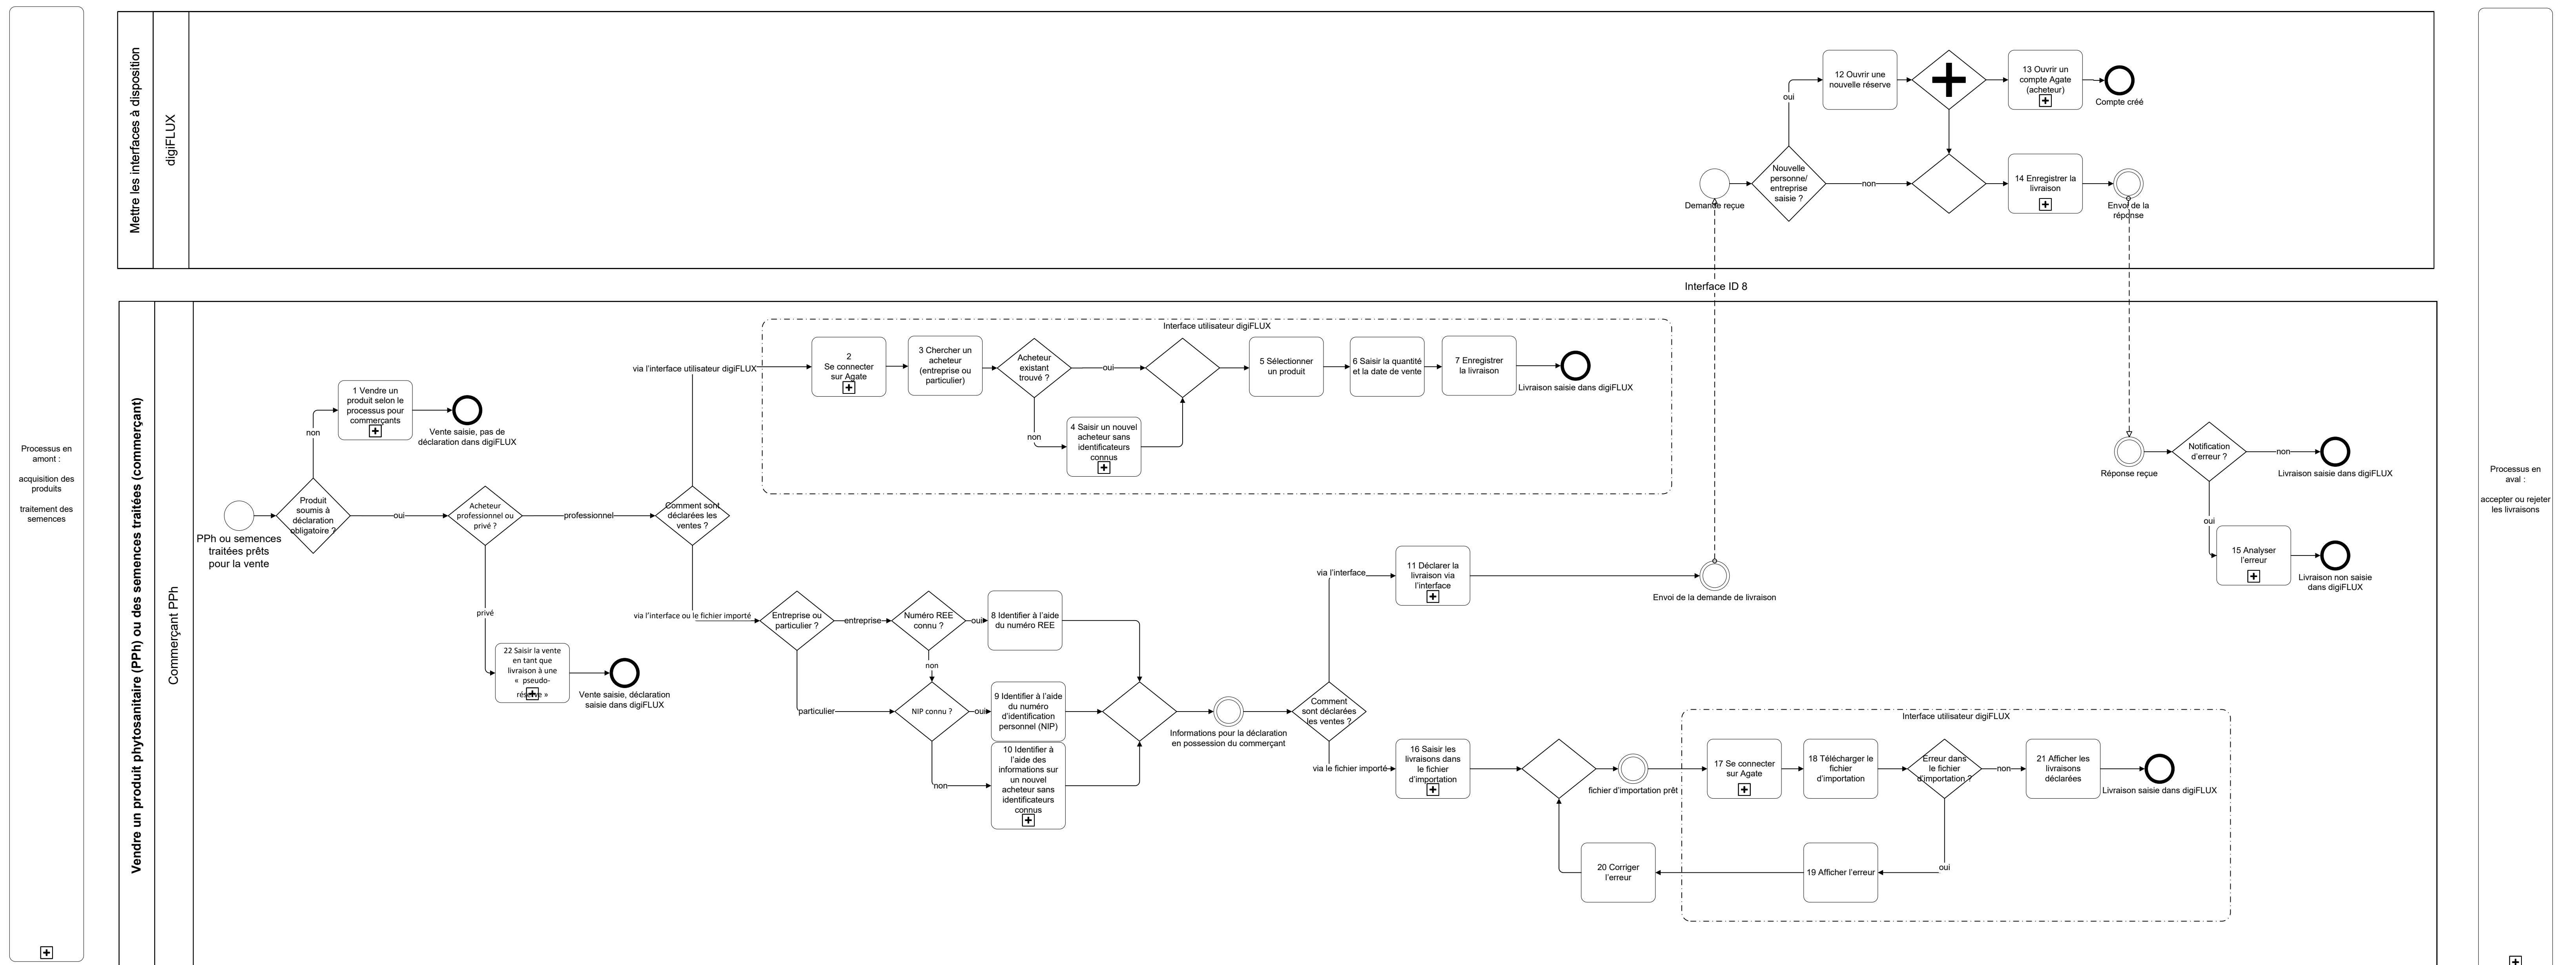 Processus en
amont :
acquisition des
produits
traitement des
semences
Mettre les interfaces à disposition
digiFLUX
12 Ouvrir une
nouvelle réserve
13 Ouvrir un
compte Agate
(acheteur)
Compte créé
oui
Demande reçue
Nouvelle
personne/
entreprise
saisie ?
non
14 Enregistrer la
livraison
Envoi de la
réponse
Interface ID 8
Vendre un produit phytosanitaire (PPh) ou des semences traitées (commerçant)
Commerçant PPh
PPh ou semences
traitées prêts
pour la vente
Produit
soumis à
déclaration
obligatoire ?
non
1 Vendre un
produit selon le
processus pour
commerçants
Vente saisie, pas de
déclaration dans digiFLUX
oui
Acheteur
professionnel ou
privé ?
privé
22 Saisir la vente
en tant que
livraison à une
« pseudo-
réserve »
Vente saisie, déclaration
saisie dans digiFLUX
professionnel
Comment sont
déclarées les
ventes ?
via l'interface utilisateur digiFLUX
Interface utilisateur digiFLUX
2
Se connecter
sur Agate
3 Chercher un
acheteur
(entreprise ou
particulier)
Acheteur
existant
trouvé ?
oui
non
4 Saisir un nouvel
acheteur sans
identificateurs
connus
5 Sélectionner
un produit
6 Saisir la quantité
et la date de vente
7 Enregistrer
la livraison
Livraison saisie dans digiFLUX
via l'interface ou le fichier importé
Entreprise ou
particulier ?
entreprise
Numéro REE
connu ?
oui
8 Identifier à l'aide
du numéro REE
non
particulier
NIP connu ?
oui
9 Identifier à l'aide
du numéro
d'identification
personnel (NIP)
non
10 Identifier à
l'aide des
informations sur
un nouvel
acheteur sans
identificateurs
connus
Informations pour la déclaration
en possession du commerçant
Comment
sont déclarées
les ventes ?
via l'interface
11 Déclarer la
livraison via
l'interface
Envoi de la demande de livraison
Réponse reçue
Notification
d'erreur ?
non
Livraison saisie dans digiFLUX
oui
15 Analyser
l'erreur
Livraison non saisie
dans digiFLUX
via le fichier importé
16 Saisir les
livraisons dans
le fichier
d'importation
fichier d'importation prêt
Interface utilisateur digiFLUX
17 Se connecter
sur Agate
18 Télécharger le
fichier
d'importation
Erreur dans
le fichier
d'importation ?
non
21 Afficher les
livraisons
déclarées
Livraison saisie dans digiFLUX
oui
19 Afficher l'erreur
20 Corriger
l'erreur
Processus en
aval :
accepter ou rejeter
les livraisons